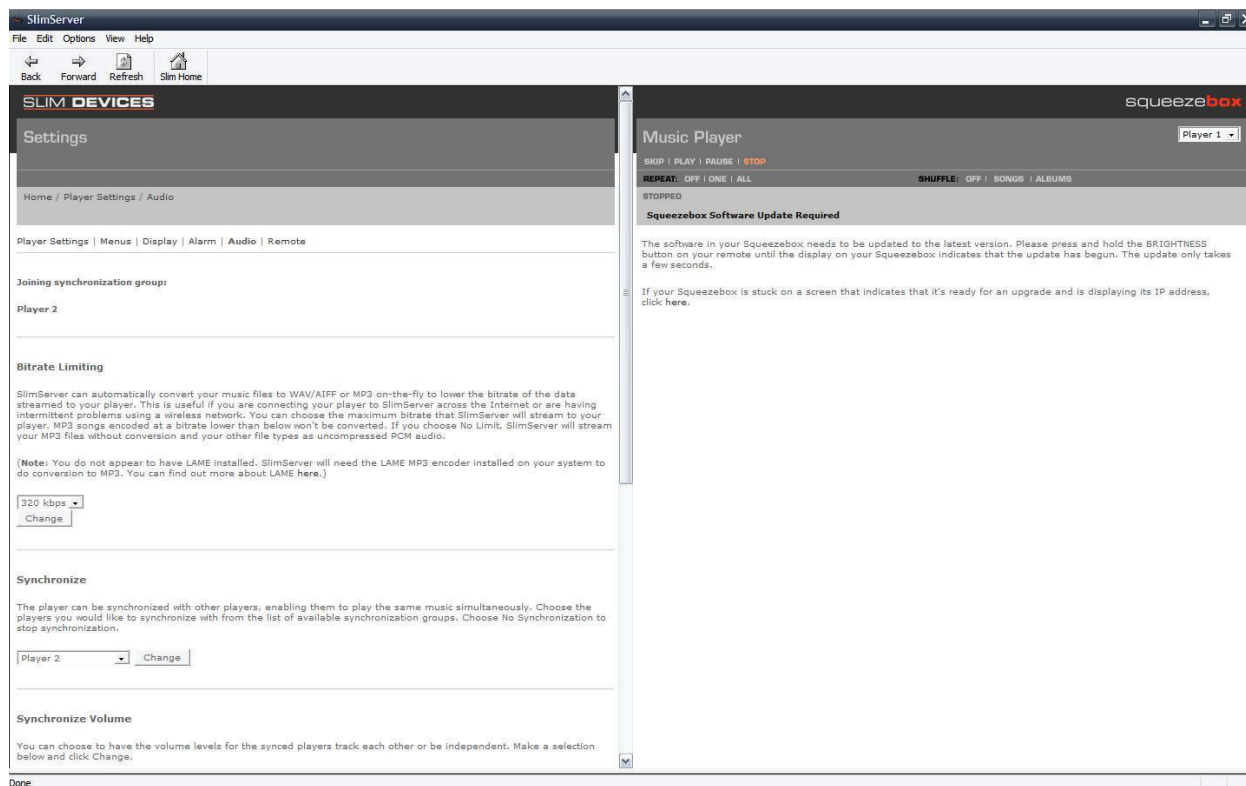 SlimServer
File Edit Options View Help
Back Forward Refresh Slim Home
SLIM DEVICES
Settings
Home / Player Settings / Audio
Player Settings | Menus | Display | Alarm | Audio | Remote
Joining synchronization group:
Player 2
Bitrate Limiting
SlimServer can automatically convert your music files to WAV/AIFF or MP3 on-the-fly to lower the bitrate of the data
streamed to your player. This is useful if you are connecting your player to SlimServer across the Internet or are having
intermittent problems using a wireless network. You can choose the maximum bitrate that SlimServer will stream to your
player. MP3 songs encoded at a bitrate lower than below won't be converted. If you choose No Limit, SlimServer will stream
your MP3 files without conversion and your other file types as uncompressed PCM audio.
(Note: You do not appear to have LAME installed. SlimServer will need the LAME MP3 encoder installed on your system to
do conversion to MP3. You can find out more about LAME here.)
320 kbps
Change
Synchronize
The player can be synchronized with other players, enabling them to play the same music simultaneously. Choose the
players you would like to synchronize with from the list of available synchronization groups. Choose No Synchronization to
stop synchronization.
Player 2 Change
Synchronize Volume
You can choose to have the volume levels for the synced players track each other or be independent. Make a selection
below and click Change.
squeezebox
Music Player Player 1
SKIP | PLAY | PAUSE | STOP
REPEAT: OFF | ONE | ALL SHUFFLE: OFF | SONGS | ALBUMS
STOPPED
Squeezebox Software Update Required
The software in your Squeezebox needs to be updated to the latest version. Please press and hold the BRIGHTNESS
button on your remote until the display on your Squeezebox indicates that the update has begun. The update only takes
a few seconds.
If your Squeezebox is stuck on a screen that indicates that it's ready for an upgrade and is displaying its IP address,
click here.
Done